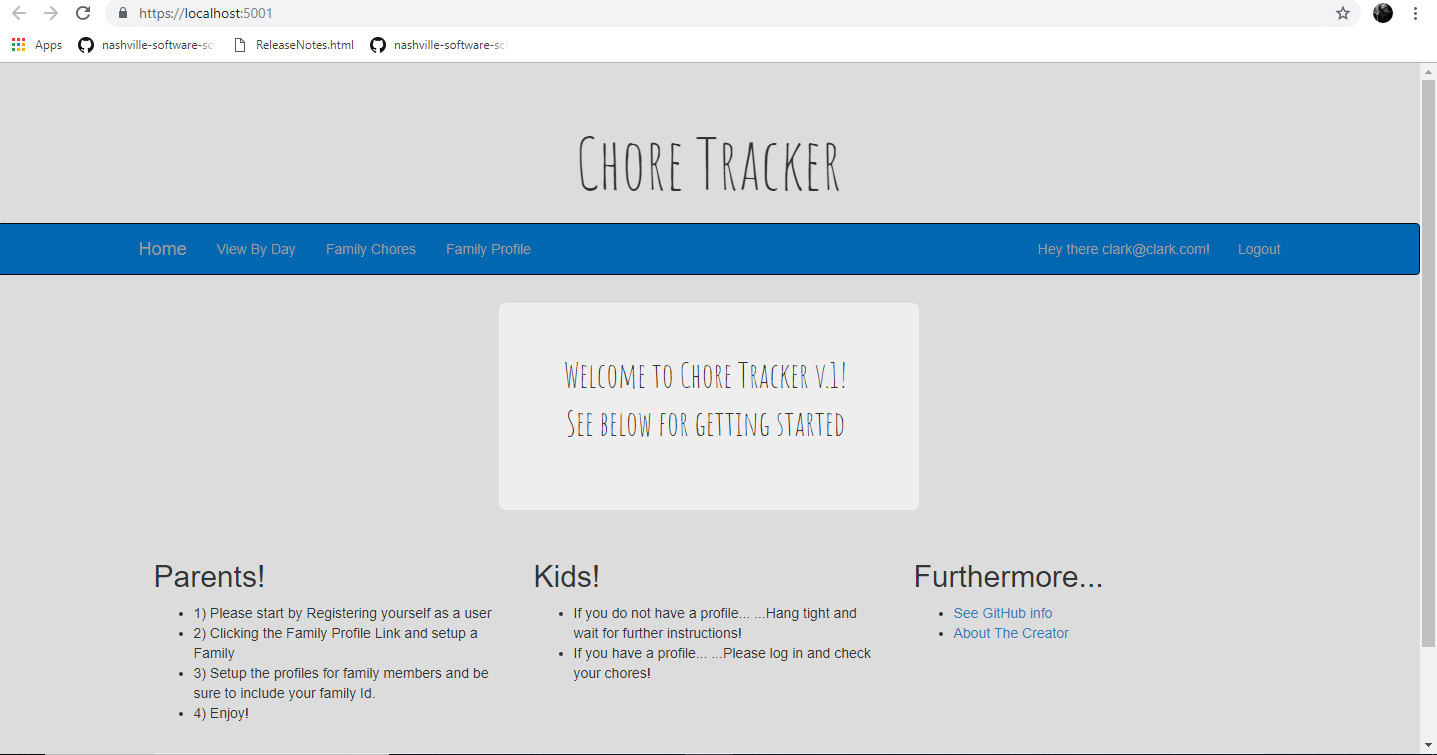 https://localhost:5001
Apps nashville-software-sc ReleaseNotes.html nashville-software-sc
Chore Tracker
Home View By Day Family Chores Family Profile Hey there clark@clark.com! Logout
Welcome to Chore Tracker v.1!
See below for getting started
Parents!
1) Please start by Registering yourself as a user
2) Clicking the Family Profile Link and setup a
Family
3) Setup the profiles for family members and be
sure to include your family Id.
4) Enjoy!
Kids!
If you do not have a profile... ...Hang tight and
wait for further instructions!
If you have a profile... ...Please log in and check
your chores!
Furthermore...
See GitHub info
About The Creator